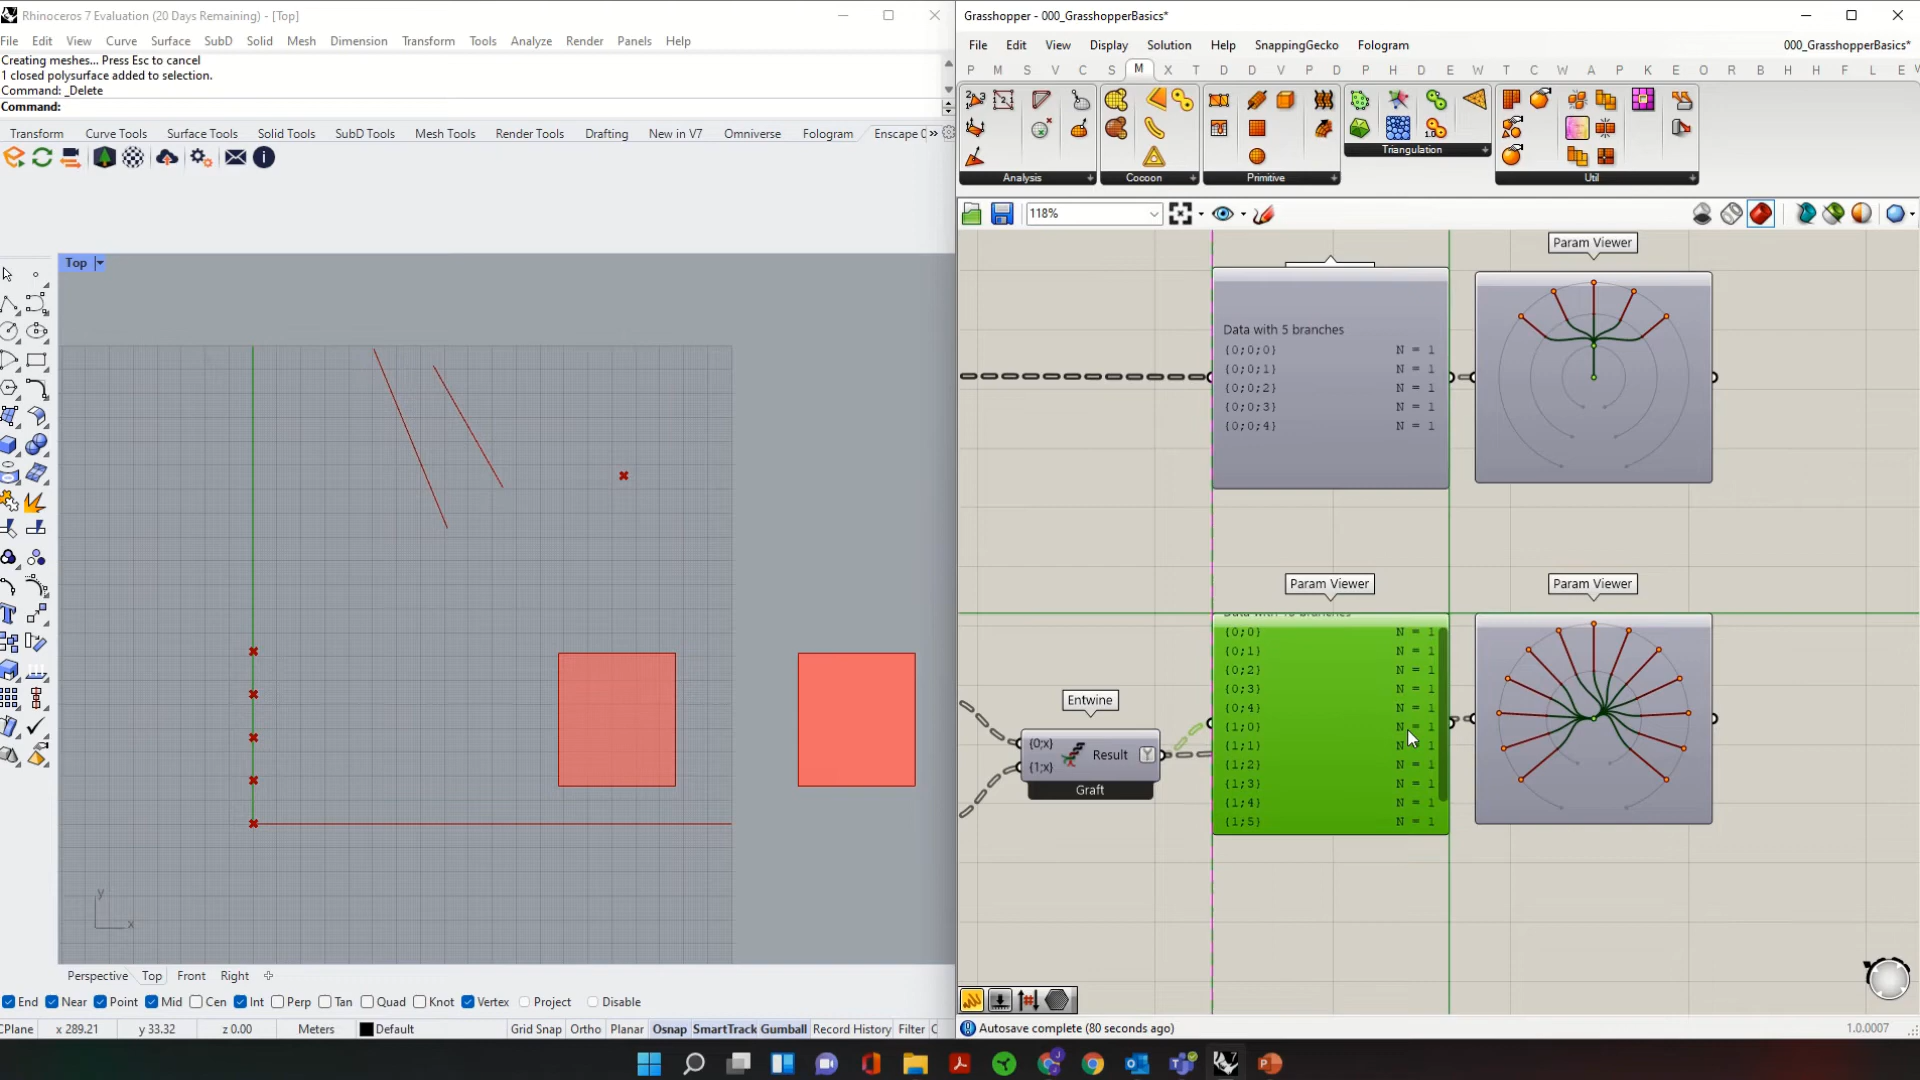 Rhinoceros 7 Evaluation (20 Days Remaining) - [Top]
File Edit View Curve Surface SubD Solid Mesh Dimension Transform Tools Analyze Render Panels Help
Creating meshes... Press Esc to cancel
1 closed polysurface added to selection.
Command: _Delete
Command:
Transform Curve Tools Surface Tools Solid Tools SubD Tools Mesh Tools Render Tools Drafting New in V7 Omniverse Fologram Enscape
Top
y
x
Perspective Top Front Right
End Near Point Mid Cen Int Perp Tan Quad Knot Vertex Project Disable
CPlane x 289.21 y 33.32 z 0.00 Meters Default Grid Snap Ortho Planar Osnap SmartTrack Gumball Record History Filter
Grasshopper - 000_GrasshopperBasics*
File Edit View Display Solution Help SnappingGecko Fologram 000_GrasshopperBasics*
P M S V C S M X T D D V P D P H D E W T C W A P K E O R B H H F L E
Analysis Cocoon Primitive Triangulation Util
118%
Param Viewer
Data with 5 branches
{0;0;0} N = 1
{0;0;1} N = 1
{0;0;2} N = 1
{0;0;3} N = 1
{0;0;4} N = 1
Param Viewer Param Viewer
{0;0} N = 1
{0;1} N = 1
{0;2} N = 1
{0;3} N = 1
{0;4} N = 1
{1;0} N = 1
{1;1} N = 1
{1;2} N = 1
{1;3} N = 1
{1;4} N = 1
{1;5} N = 1
Entwine
{0;x}
Result
{1;x}
Graft
Autosave complete (80 seconds ago) 1.0.0007